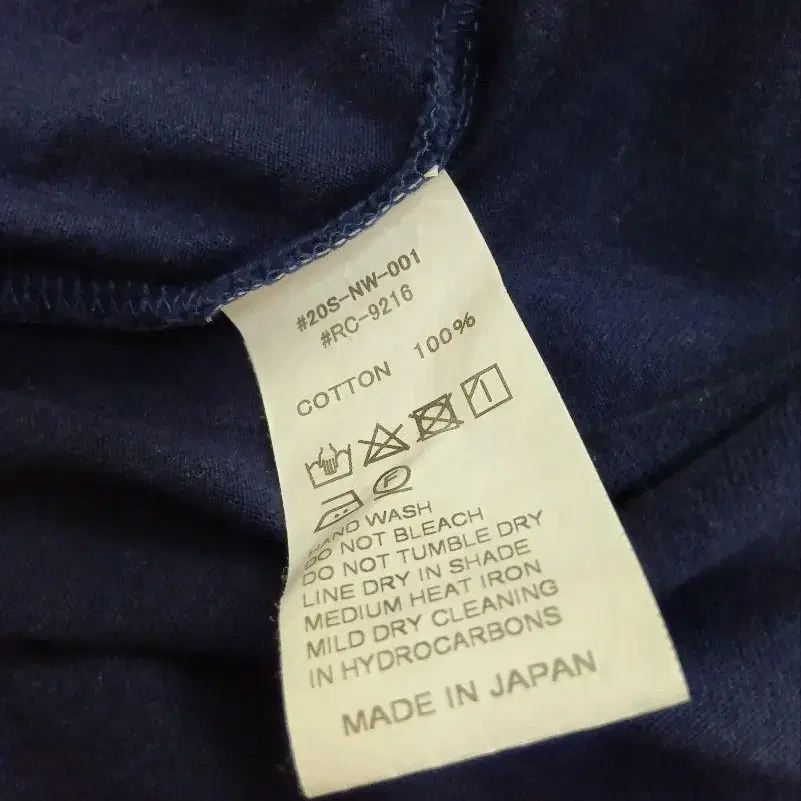 #20S-NW-001
#RC-9216
COTTON 100%
F
HAND WASH
DO NOT BLEACH
DO NOT TUMBLE DRY
LINE DRY IN SHADE
MEDIUM HEAT IRON
MILD DRY CLEANING
IN HYDROCARBONS
MADE IN JAPAN